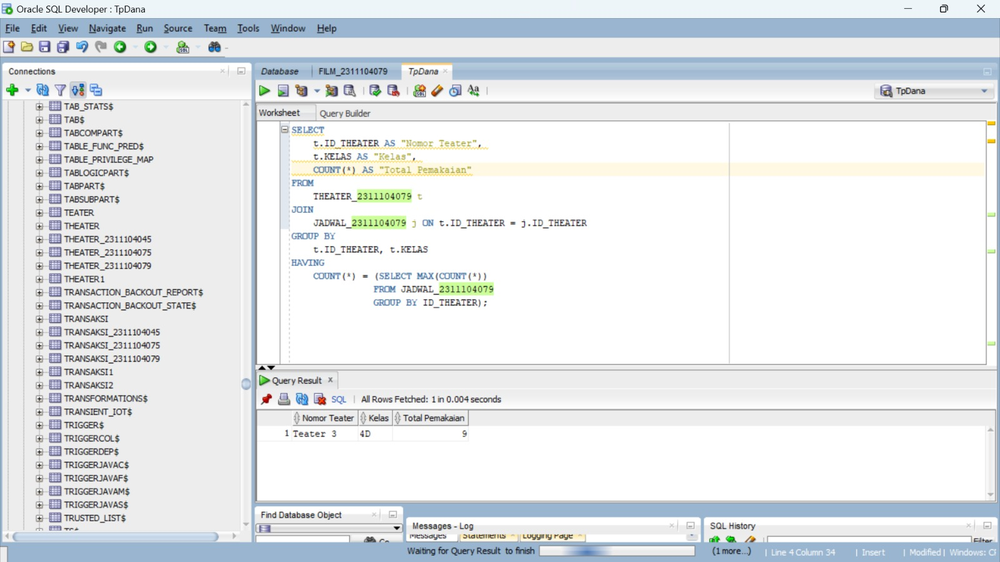 Oracle SQL Developer : TpDana
File Edit View Navigate Run Source Team Tools Window Help
Connections
TAB_STATS$
TAB$
TABCOMPART$
TABLE_FUNC_PRED$
TABLE_PRIVILEGE_MAP
TABLOGICPART$
TABPART$
TABSUBPART$
TEATER
THEATER
THEATER_2311104045
THEATER_2311104075
THEATER_2311104079
THEATER1
TRANSACTION_BACKOUT_REPORT$
TRANSACTION_BACKOUT_STATE$
TRANSAKSI
TRANSAKSI_2311104045
TRANSAKSI_2311104075
TRANSAKSI_2311104079
TRANSAKSI1
TRANSAKSI2
TRANSFORMATIONS$
TRANSIENT_IOT$
TRIGGER$
TRIGGERCOL$
TRIGGERDEP$
TRIGGERJAVAC$
TRIGGERJAVAF$
TRIGGERJAVAM$
TRIGGERJAVAS$
TRUSTED_LIST$
Database FILM_2311104079 TpDana
TpDana
Worksheet Query Builder
SELECT
t.ID_THEATER AS "Nomor Teater",
t.KELAS AS "Kelas",
COUNT(*) AS "Total Pemakaian"
FROM
THEATER_2311104079 t
JOIN
JADWAL_2311104079 j ON t.ID_THEATER = j.ID_THEATER
GROUP BY
t.ID_THEATER, t.KELAS
HAVING
COUNT(*) = (SELECT MAX(COUNT(*))
FROM JADWAL_2311104079
GROUP BY ID_THEATER);
Query Result
SQL All Rows Fetched: 1 in 0.004 seconds
Nomor Teater Kelas Total Pemakaian
1 Teater 3 4D 9
Find Database Object
Go
Messages - Log
Messages Statements Logging Page
SQL History
Filter
Waiting for Query Result to finish (1 more...) | Line 4 Column 34 | Insert | Modified | Windows: